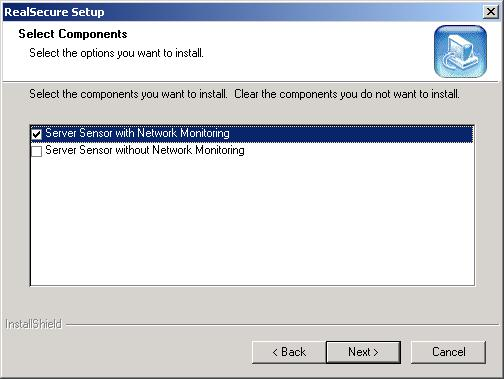 RealSecure Setup
Select Components
Select the options you want to install.
Select the components you want to install. Clear the components you do not want to install.
Server Sensor with Network Monitoring
Server Sensor without Network Monitoring
InstallShield
< Back
Next >
Cancel